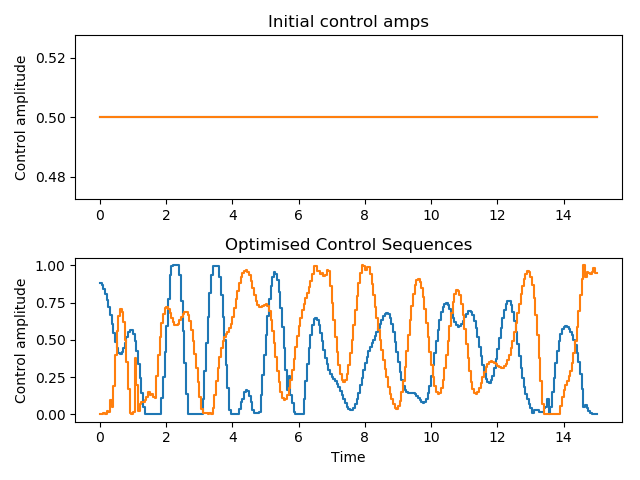 Initial control amps
Control amplitude
0.52
0.50
0.48
0 2 4 6 8 10 12 14
Optimised Control Sequences
Control amplitude
1.00
0.75
0.50
0.25
0.00
0 2 4 6 8 10 12 14
Time